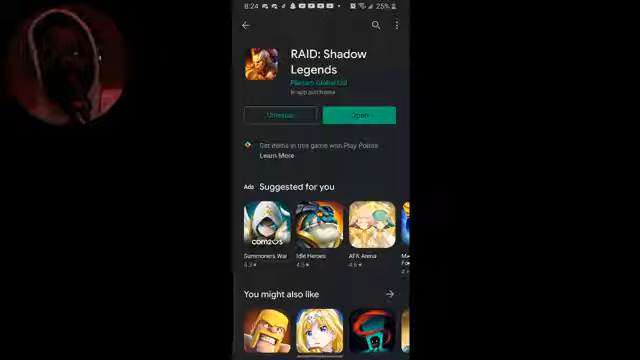 8:24
25%
RAID: Shadow
Legends
Plarium Global Ltd
In-app purchases
Uninstall
Open
Get items in this game with Play Points
Learn More
Ads Suggested for you
COM2US
Summoners War
Idle Heroes
AFK Arena
4.3★
4.5★
4.6★
You might also like